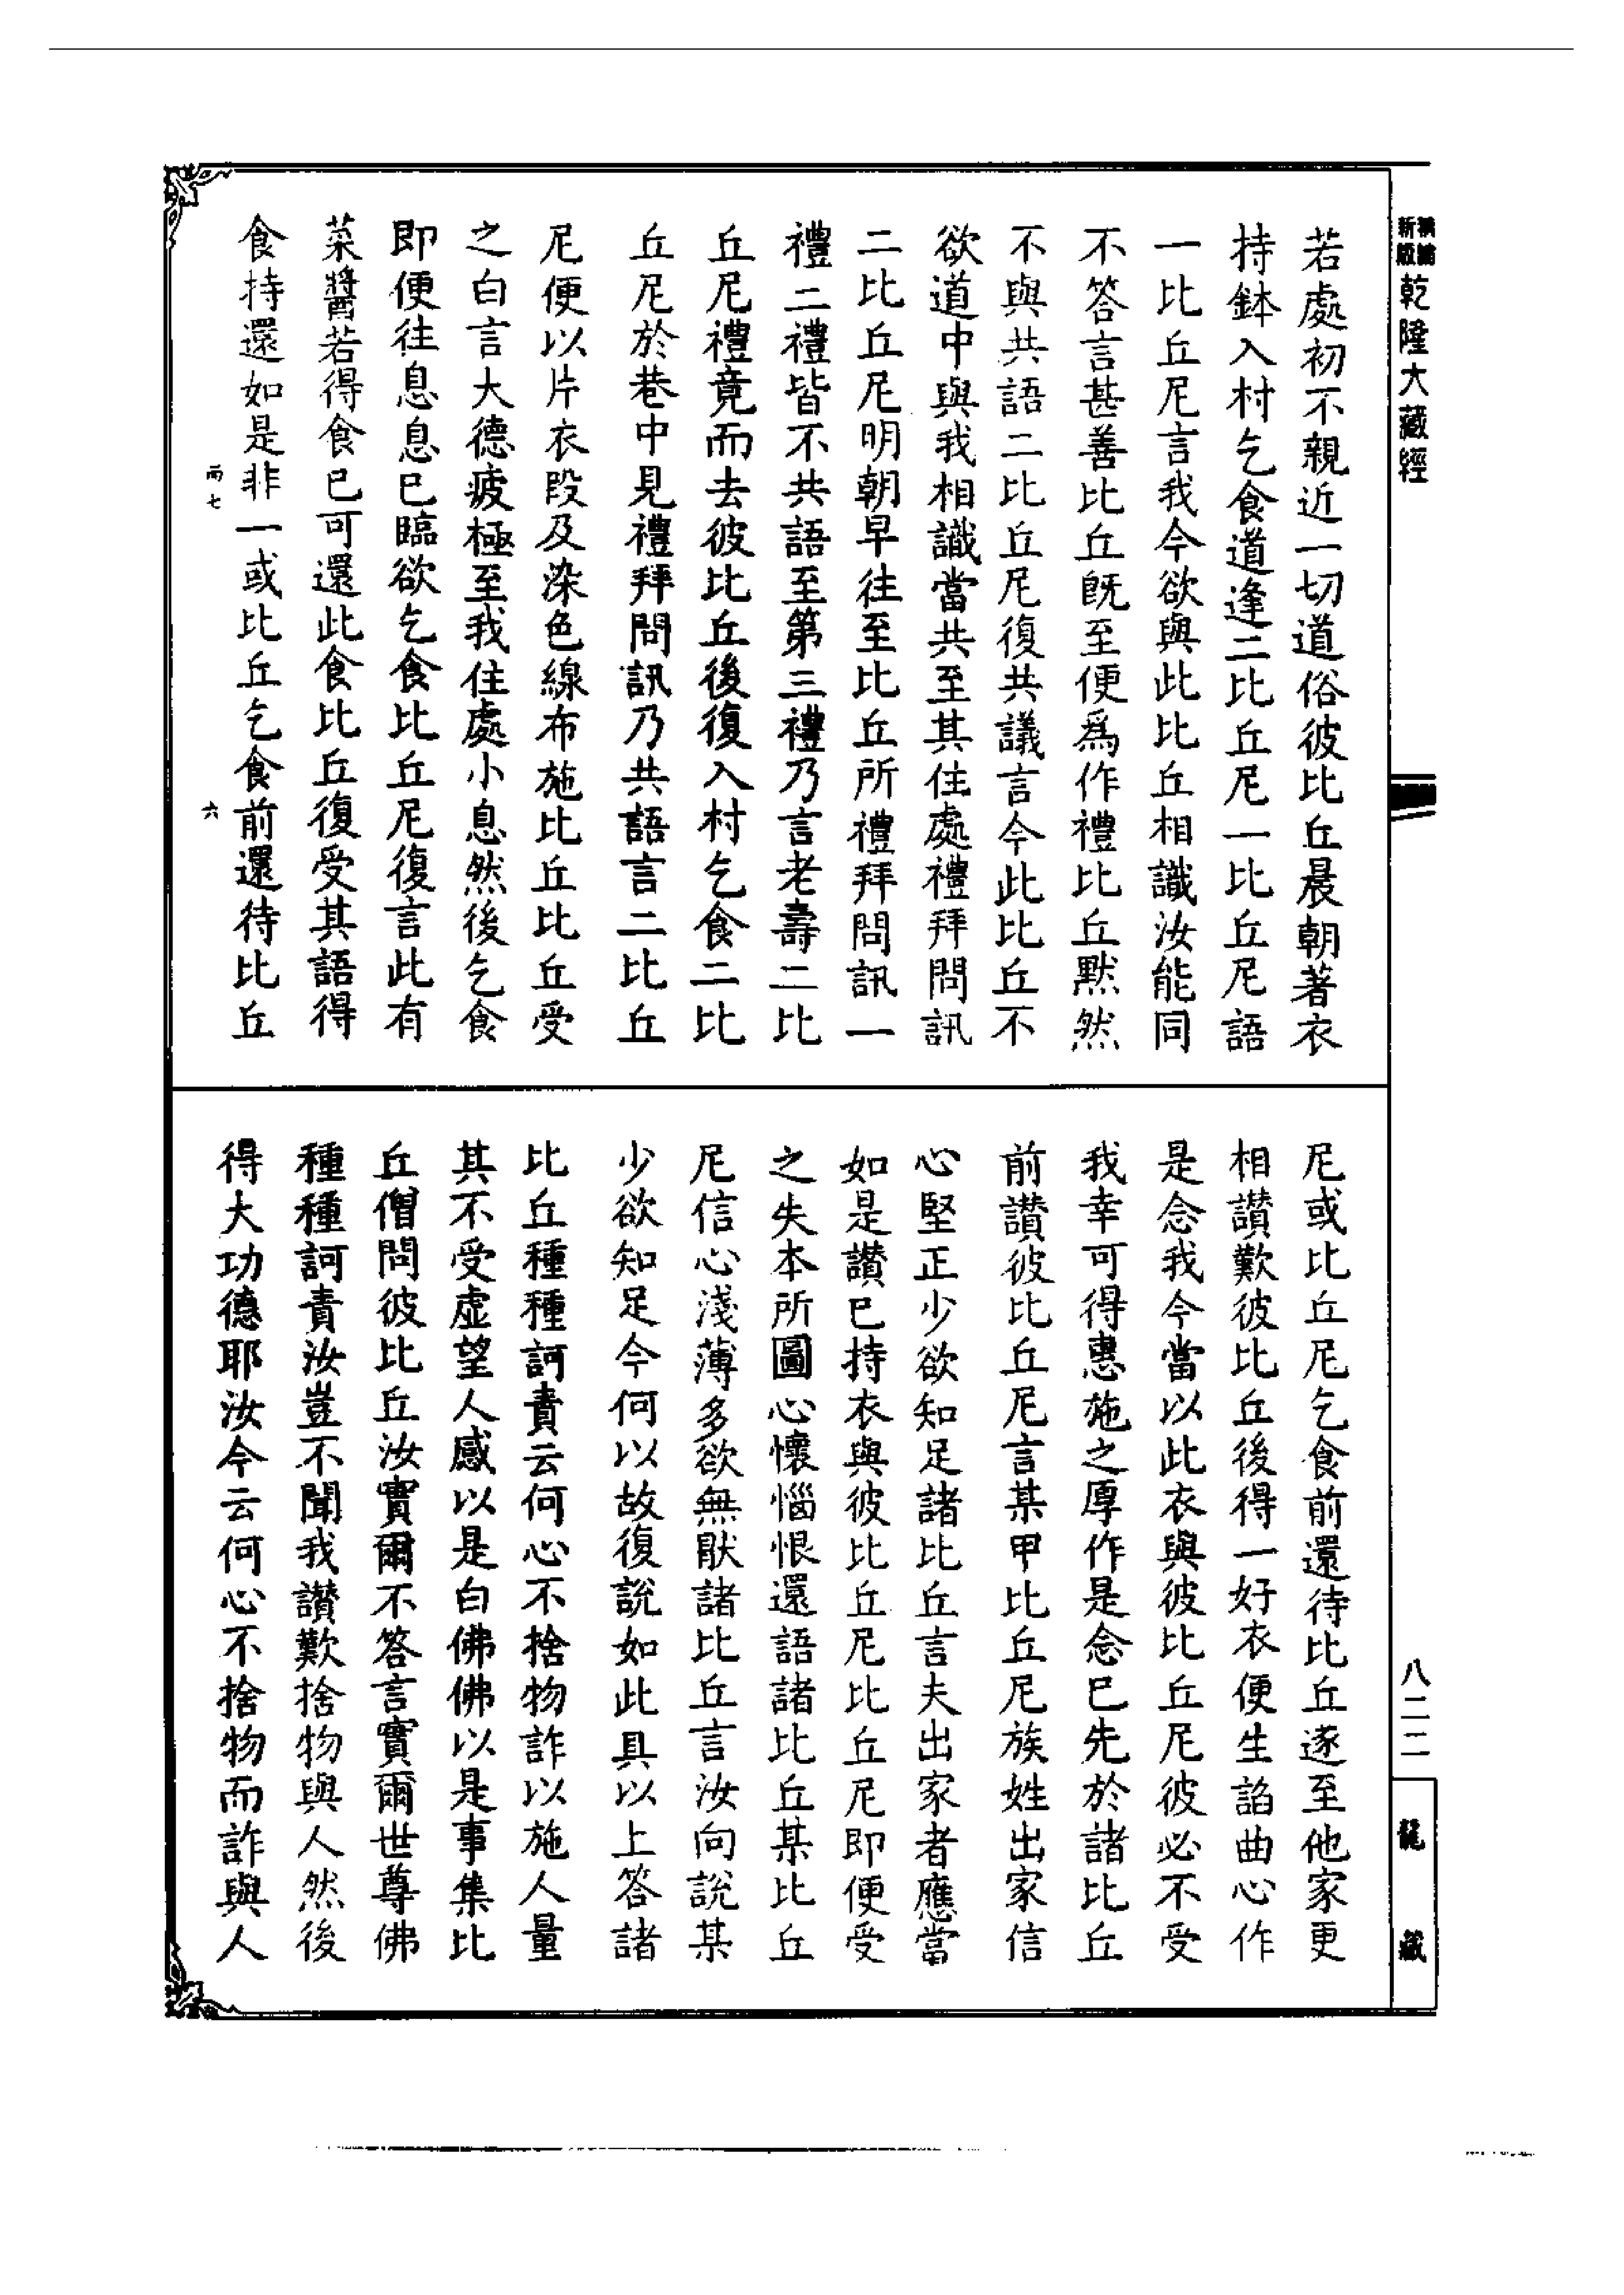 新編
縮版
乾隆大藏經
若處初不親近一切道俗彼比丘晨朝著衣
持鉢入村乞食道逢二比丘尼一比丘尼語
一比丘尼言我今欲與此比丘相識汝能同
不答言甚善比丘既至便爲作禮比丘黙然
不與共語二比丘尼復共議言今此比丘不
欲道中與我相識當共至其住處禮拜問訊
二比丘尼明朝早往至比丘所禮拜問訊一
禮二禮皆不共語至第三禮乃言老壽二比
丘尼禮竟而去彼比丘後復入村乞食二比
丘尼於巷中見禮拜問訊乃共語言二比丘
尼便以片衣段及染色線布施比丘比丘受
之白言大德疲極至我住處小息然後乞食
即便往息息已臨欲乞食比丘尼復言此有
菜醬若得食已可還此食比丘復受其語得
食持還如是非一或比丘乞食前還待比丘
雨七
六
尼或比丘尼乞食前還待比丘遂至他家更
相讃歎彼比丘後得一好衣便生諂曲心作
是念我今當以此衣與彼比丘尼彼必不受
我幸可得惠施之厚作是念已先於諸比丘
前讃彼比丘尼言某甲比丘尼族姓出家信
心堅正少欲知足諸比丘言夫出家者應當
如是讃已持衣與彼比丘尼比丘尼即便受
之失本所圖心懷惱恨還語諸比丘某比丘
尼信心淺薄多欲無猒諸比丘言汝向說某
少欲知足今何以故復說如此具以上答諸
比丘種種訶責云何心不捨物詐以施人量
其不受虛望人感以是白佛佛以是事集比
丘僧問彼比丘汝實爾不答言實爾世尊佛
種種訶責汝豈不聞我讃歎捨物與人然後
得大功德耶汝今云何心不捨物而詐與人
八二二
龍藏